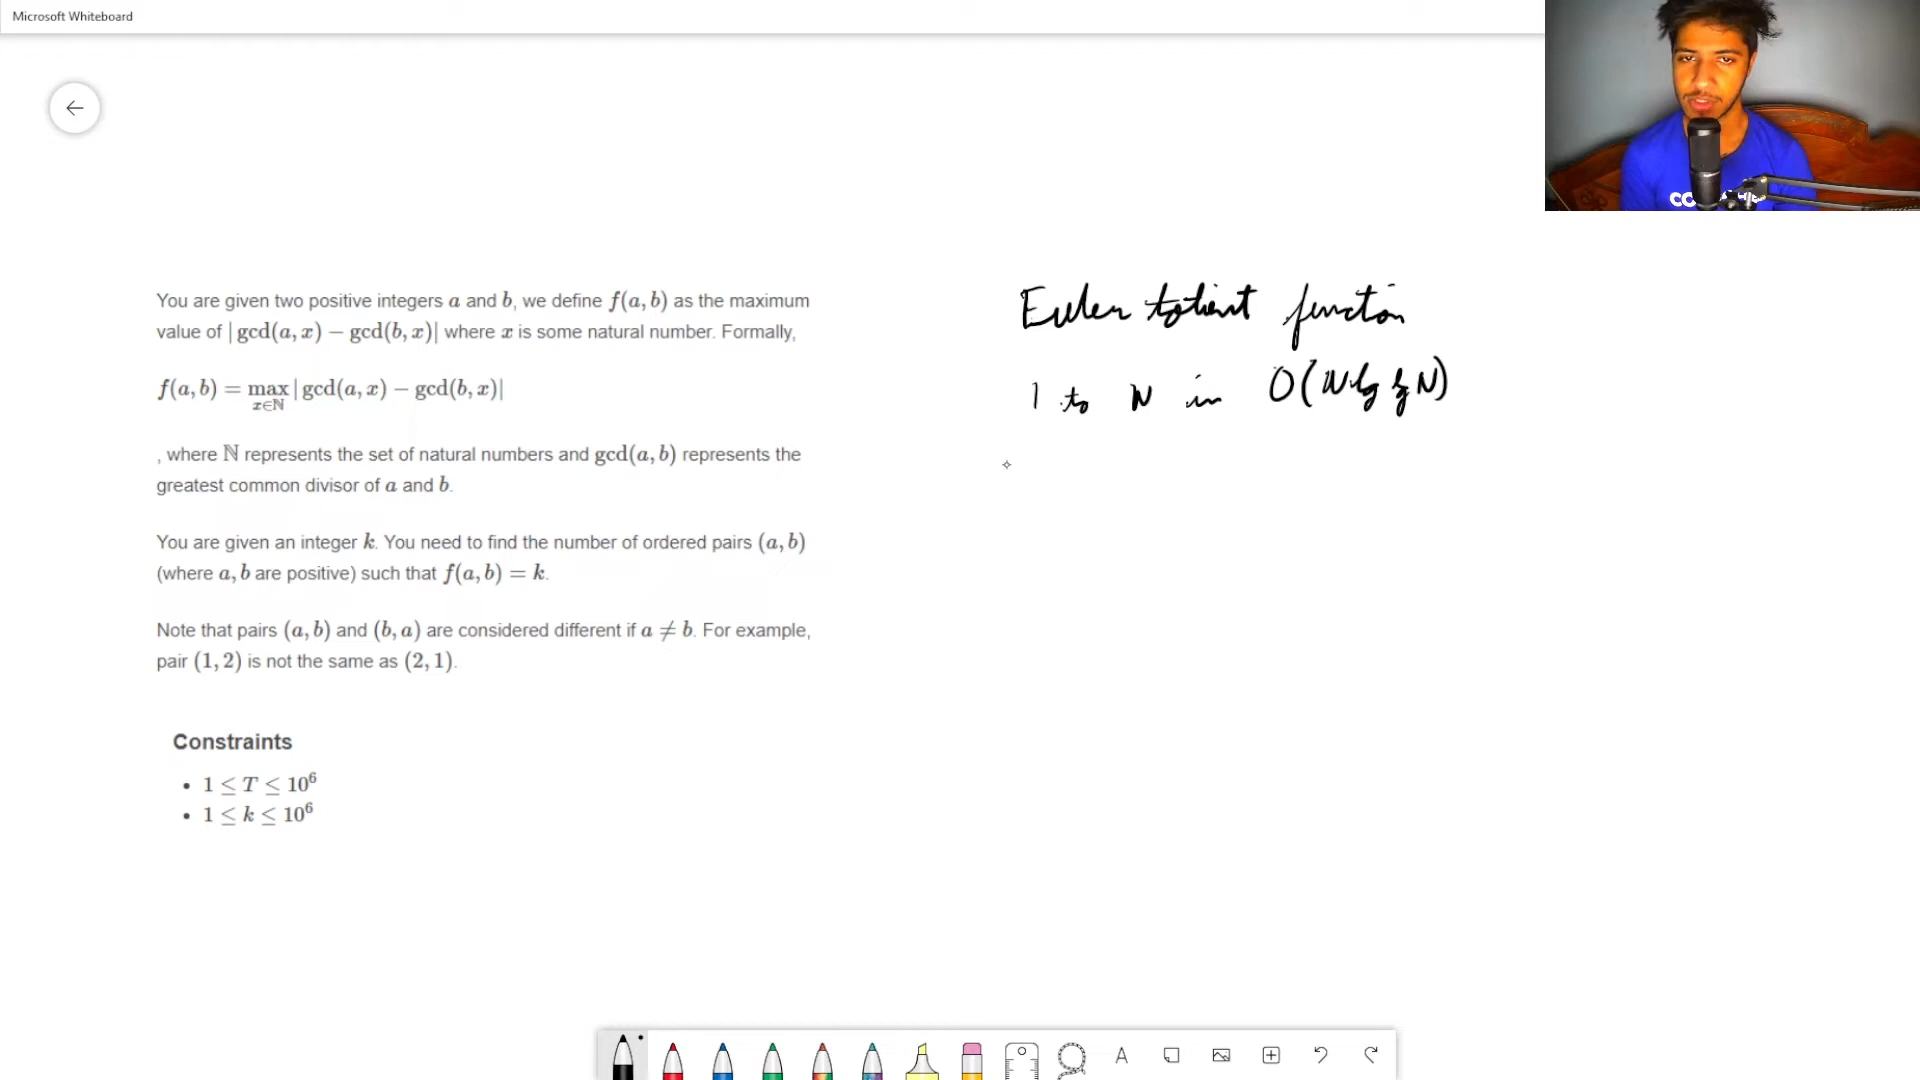 Microsoft Whiteboard
You are given two positive integers a and b, we define f(a, b) as the maximum
value of | gcd(a, x) − gcd(b, x)| where x is some natural number. Formally,
f(a, b) = max | gcd(a, x) − gcd(b, x)|
x∈ℕ
, where ℕ represents the set of natural numbers and gcd(a, b) represents the
greatest common divisor of a and b.
You are given an integer k. You need to find the number of ordered pairs (a, b)
(where a, b are positive) such that f(a, b) = k.
Note that pairs (a, b) and (b, a) are considered different if a ≠ b. For example,
pair (1, 2) is not the same as (2, 1).
Constraints
• 1 ≤ T ≤ 10⁶
• 1 ≤ k ≤ 10⁶
Euler totient function
1 to N in O(N lg lg N)
A